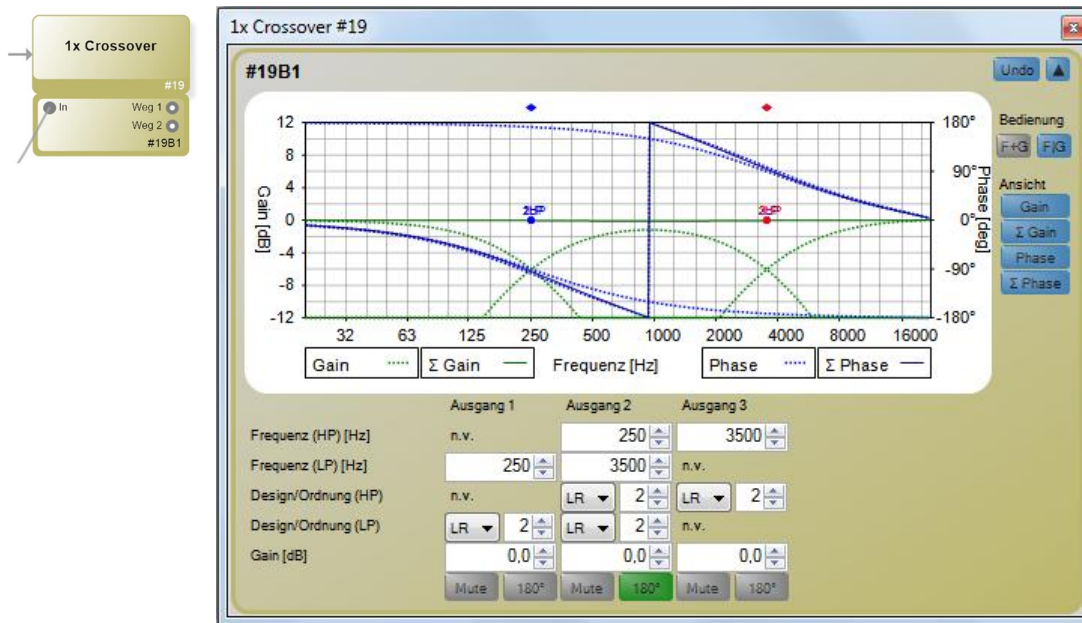 1x Crossover
#19
In Weg 1
Weg 2
#19B1
1x Crossover #19
x
#19B1
Undo ▲
Bedienung
F+G F|G
Ansicht
Gain
Σ Gain
Phase
Σ Phase
Gain [dB]
12
8
4
0
-4
-8
-12
180°
90°
0°
-90°
-180°
Phase [deg]
32 63 125 250 500 1000 2000 4000 8000 16000
Gain Σ Gain Frequenz [Hz] Phase Σ Phase
Ausgang 1 Ausgang 2 Ausgang 3
Frequenz (HP) [Hz] n.v. 250 3500
Frequenz (LP) [Hz] 250 3500 n.v.
Design/Ordnung (HP) n.v. LR 2 LR 2
Design/Ordnung (LP) LR 2 LR 2 n.v.
Gain [dB] 0,0 0,0 0,0
Mute 180° Mute 180° Mute 180°